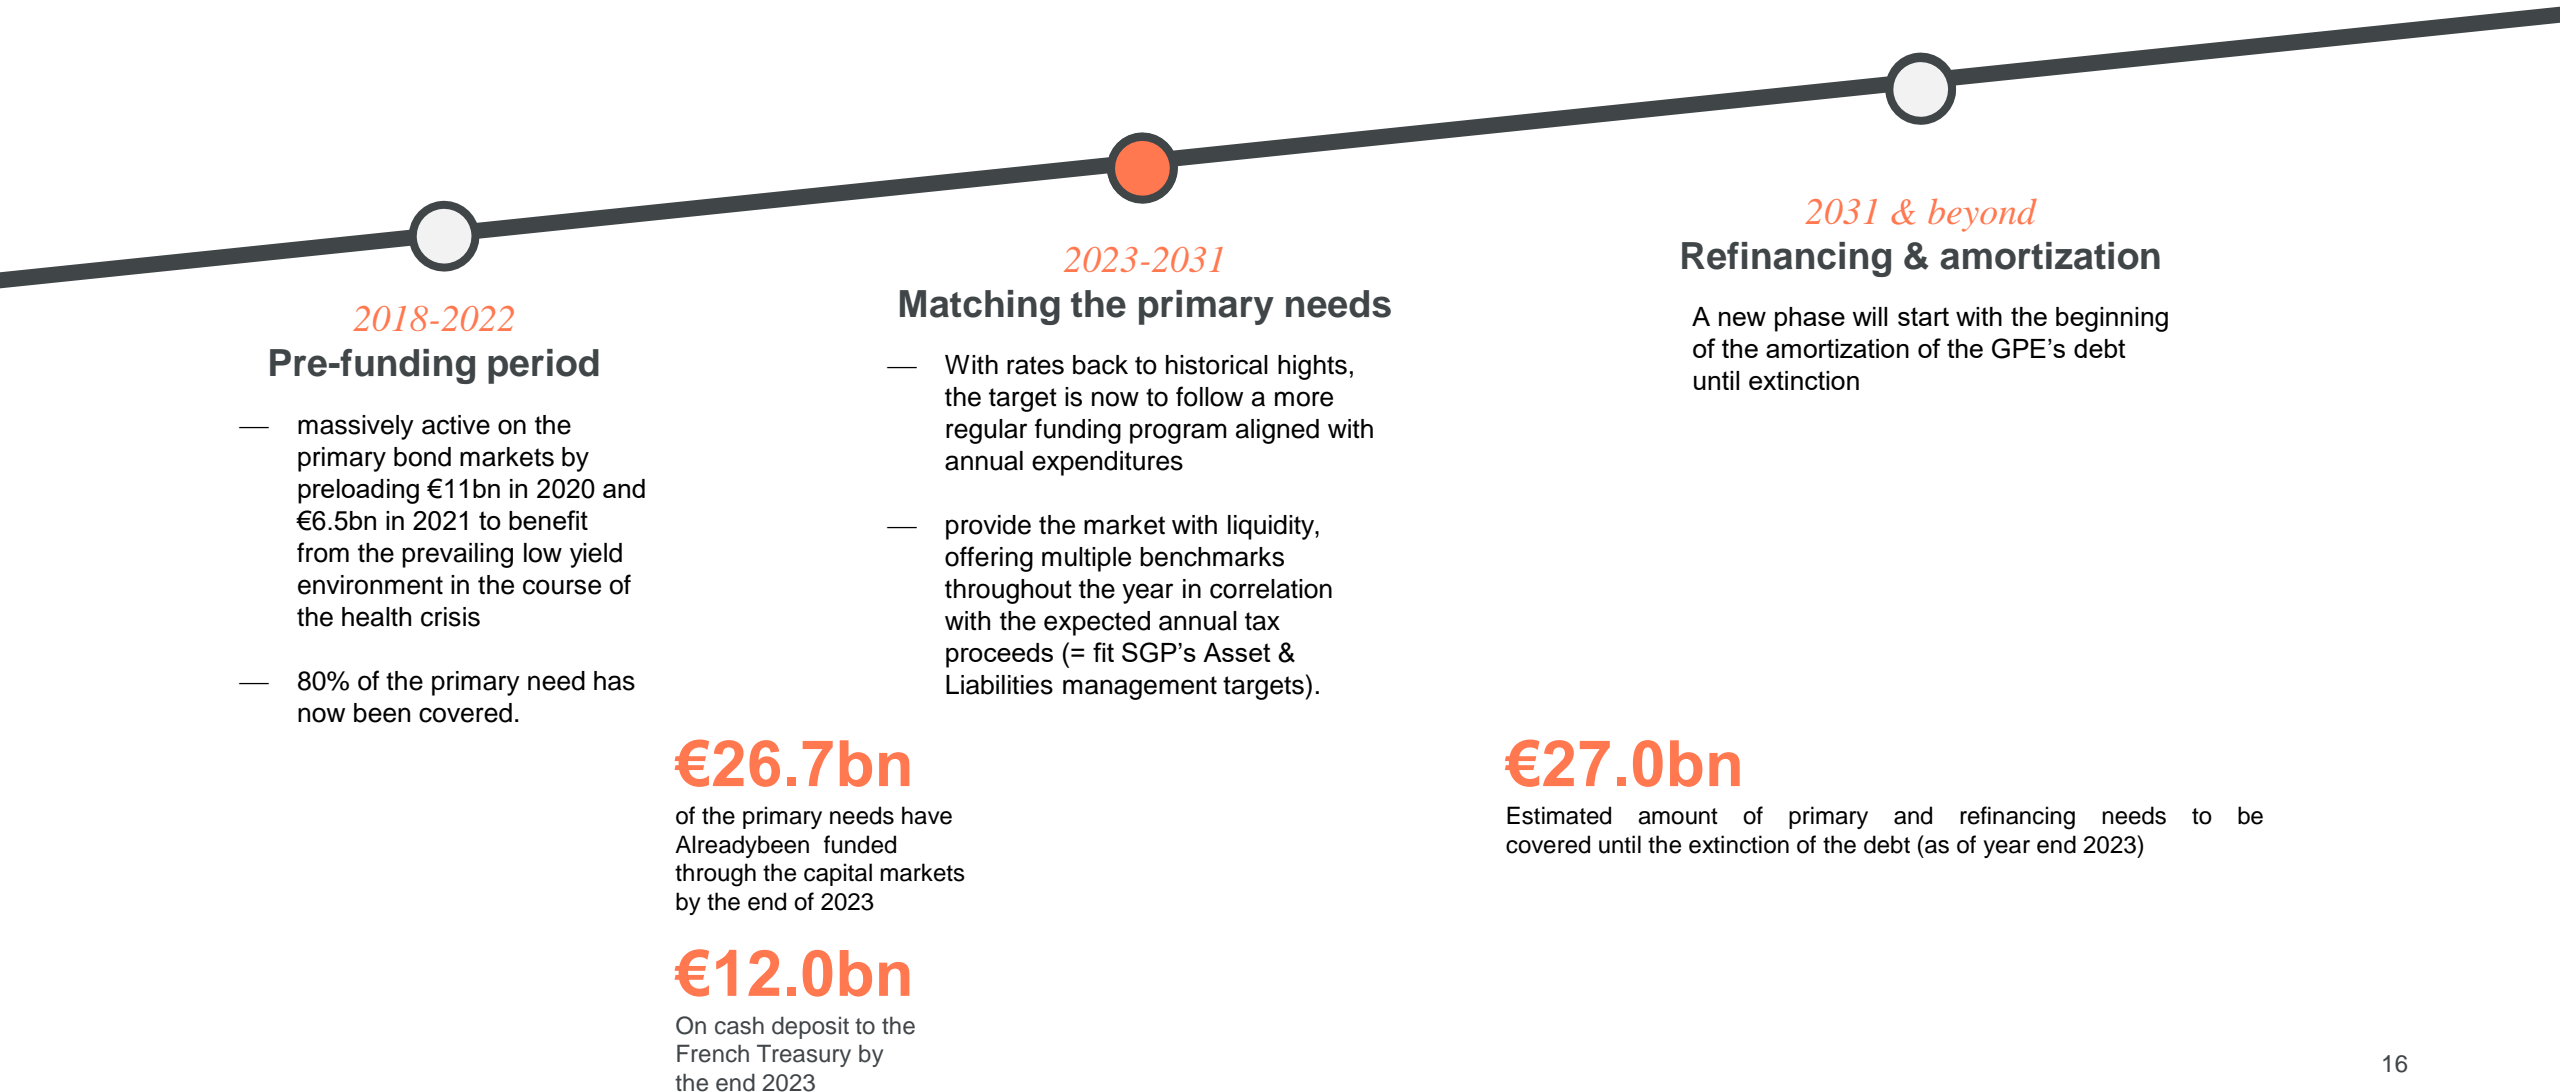 2018-2022
Pre-funding period
— massively active on the
primary bond markets by
preloading €11bn in 2020 and
€6.5bn in 2021 to benefit
from the prevailing low yield
environment in the course of
the health crisis
— 80% of the primary need has
now been covered.
2023-2031
Matching the primary needs
— With rates back to historical hights,
the target is now to follow a more
regular funding program aligned with
annual expenditures
— provide the market with liquidity,
offering multiple benchmarks
throughout the year in correlation
with the expected annual tax
proceeds (= fit SGP’s Asset &
Liabilities management targets).
2031 & beyond
Refinancing & amortization
A new phase will start with the beginning
of the amortization of the GPE’s debt
until extinction
€26.7bn
of the primary needs have
Alreadybeen funded
through the capital markets
by the end of 2023
€12.0bn
On cash deposit to the
French Treasury by
the end 2023
€27.0bn
Estimated amount of primary and refinancing needs to be
covered until the extinction of the debt (as of year end 2023)
16